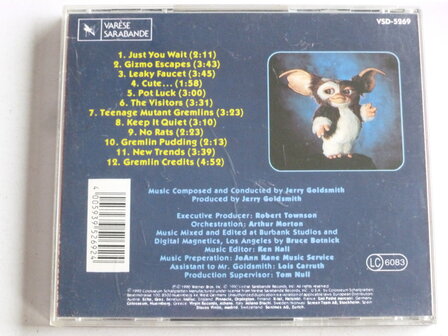 VARÈSE
SARABANDE
VSD-5269
1. Just You Wait (2:11)
2. Gizmo Escapes (3:43)
3. Leaky Faucet (3:45)
4. Cute... (1:58)
5. Pot Luck (3:00)
6. The Visitors (3:31)
7. Teenage Mutant Gremlins (3:23)
8. Keep It Quiet (3:10)
9. No Rats (2:23)
10. Gremlin Pudding (2:13)
11. New Trends (3:39)
12. Gremlin Credits (4:52)
4005939526924
Music Composed and Conducted by Jerry Goldsmith
Produced by Jerry Goldsmith
Executive Producer: Robert Townson
Orchestration: Arthur Morton
Music Mixed and Edited at Burbank Studios and
Digital Magnetics, Los Angeles by Bruce Botnick
Music Editor: Ken Hall
Music Preperation: JoAnn Kane Music Service
Assistant to Mr. Goldsmith: Lois Carruth
Production Supervisor: Tom Null
LC 6083